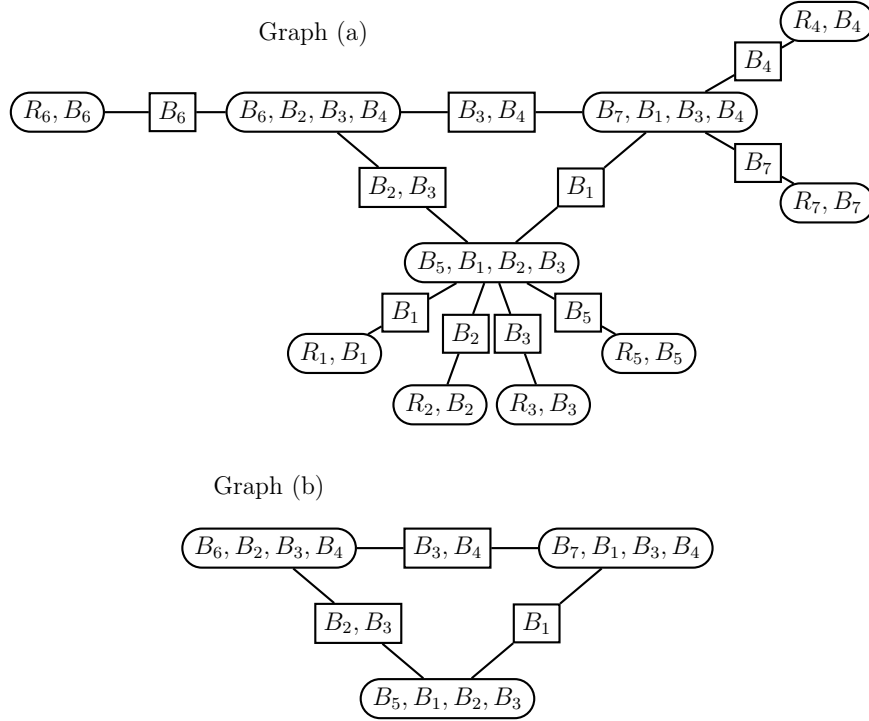 Graph (a)
R₄, B₄
B₄
R₆, B₆
B₆
B₆, B₂, B₃, B₄
B₃, B₄
B₇, B₁, B₃, B₄
B₇
B₂, B₃
B₁
R₇, B₇
B₅, B₁, B₂, B₃
B₁
B₂
B₃
B₅
R₁, B₁
R₅, B₅
R₂, B₂
R₃, B₃
Graph (b)
B₆, B₂, B₃, B₄
B₃, B₄
B₇, B₁, B₃, B₄
B₂, B₃
B₁
B₅, B₁, B₂, B₃